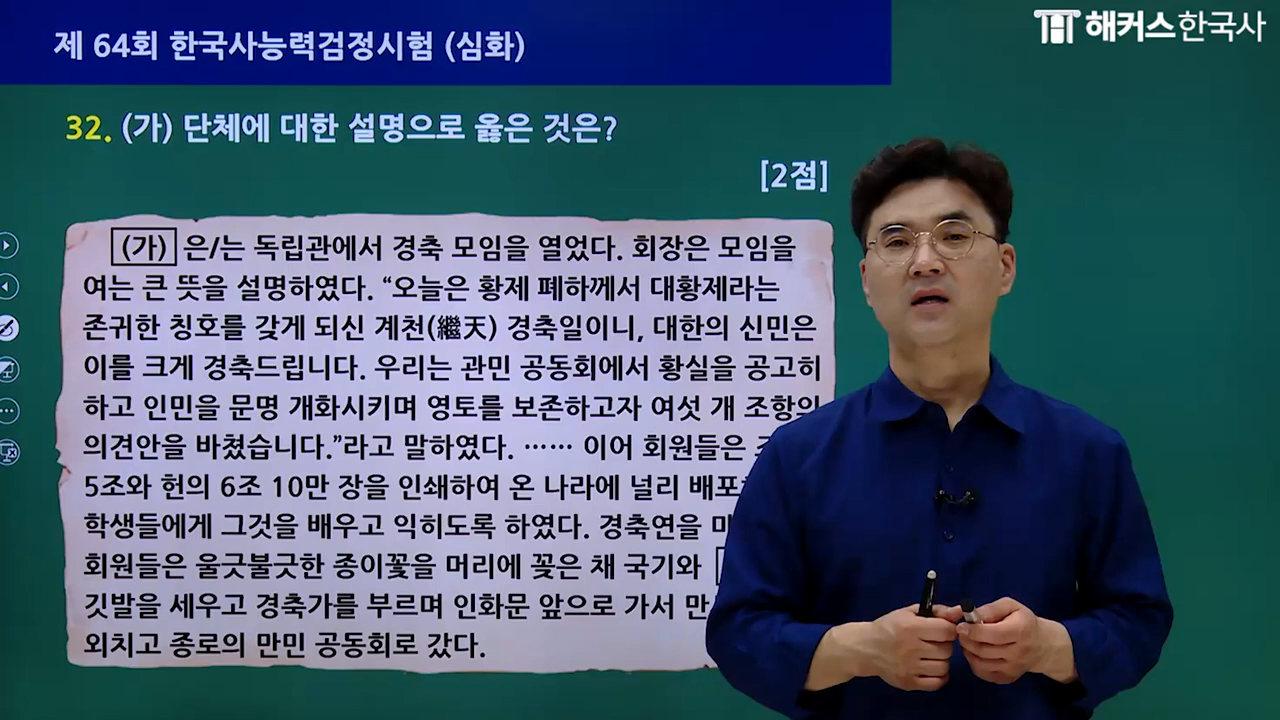 제 64회 한국사능력검정시험 (심화)
해커스한국사
32. (가) 단체에 대한 설명으로 옳은 것은?
[2점]
(가) 은/는 독립관에서 경축 모임을 열었다. 회장은 모임을
여는 큰 뜻을 설명하였다. “오늘은 황제 폐하께서 대황제라는
존귀한 칭호를 갖게 되신 계천(繼天) 경축일이니, 대한의 신민은
이를 크게 경축드립니다. 우리는 관민 공동회에서 황실을 공고히
하고 인민을 문명 개화시키며 영토를 보존하고자 여섯 개 조항의
의견안을 바쳤습니다.”라고 말하였다. …… 이어 회원들은
5조와 헌의 6조 10만 장을 인쇄하여 온 나라에 널리
학생들에게 그것을 배우고 익히도록 하였다. 경축연을
회원들은 울긋불긋한 종이꽃을 머리에 꽂은 채 국기와
깃발을 세우고 경축가를 부르며 인화문 앞으로 가서
외치고 종로의 만민 공동회로 갔다.